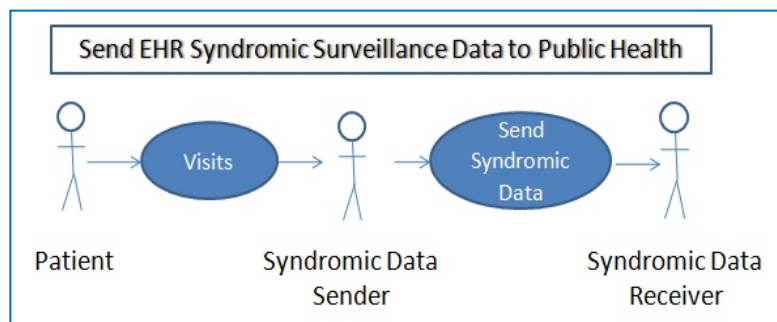 Send EHR Syndromic Surveillance Data to Public Health
Visits
Send
Syndromic
Data
Patient
Syndromic Data
Sender
Syndromic Data
Receiver